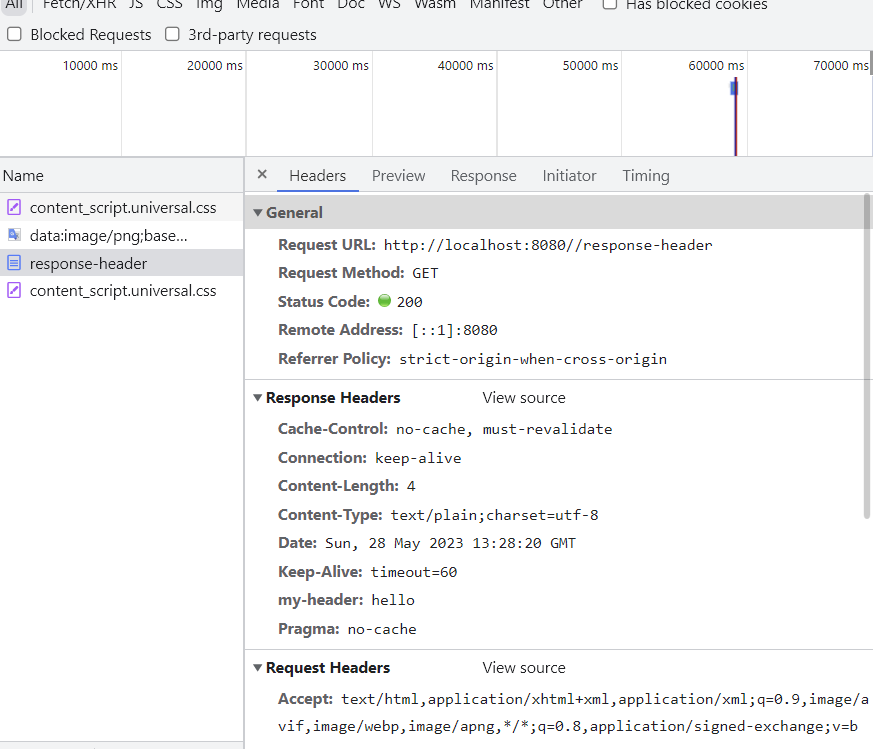 All Fetch/XHR JS CSS Img Media Font Doc WS Wasm Manifest Other Has blocked cookies
Blocked Requests 3rd-party requests
10000 ms 20000 ms 30000 ms 40000 ms 50000 ms 60000 ms 70000 ms
Name
content_script.universal.css
data:image/png;base...
response-header
content_script.universal.css
× Headers Preview Response Initiator Timing
General
Request URL: http://localhost:8080//response-header
Request Method: GET
Status Code: 200
Remote Address: [::1]:8080
Referrer Policy: strict-origin-when-cross-origin
Response Headers View source
Cache-Control: no-cache, must-revalidate
Connection: keep-alive
Content-Length: 4
Content-Type: text/plain;charset=utf-8
Date: Sun, 28 May 2023 13:28:20 GMT
Keep-Alive: timeout=60
my-header: hello
Pragma: no-cache
Request Headers View source
Accept: text/html,application/xhtml+xml,application/xml;q=0.9,image/a
vif,image/webp,image/apng,*/*;q=0.8,application/signed-exchange;v=b